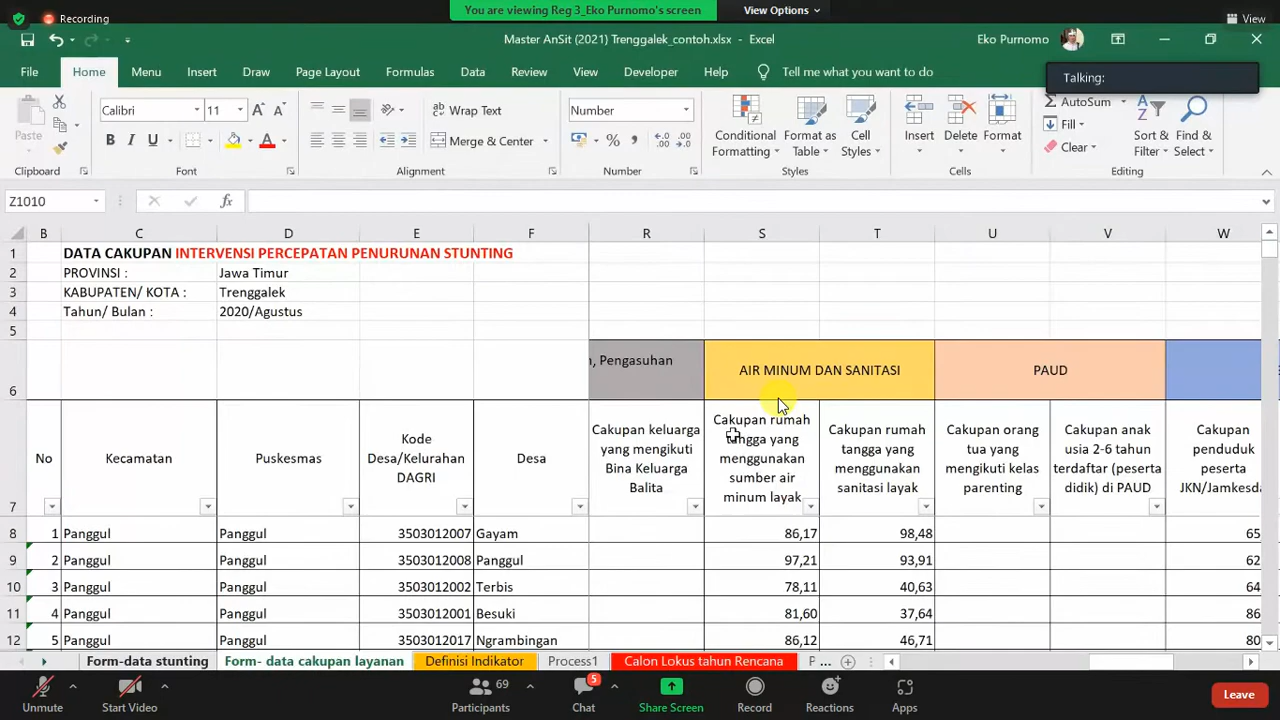 Recording
You are viewing Reg 3_Eko Purnomo's screen
View Options
View
Master AnSit (2021) Trenggalek_contoh.xlsx - Excel
Eko Purnomo
Talking:
File Home Menu Insert Draw Page Layout Formulas Data Review View Developer Help Tell me what you want to do
Paste
Calibri 11
B I U
Wrap Text
Merge & Center
Number
Conditional Formatting
Format as Table
Cell Styles
Insert Delete Format
AutoSum
Fill
Clear
Sort & Filter
Find & Select
Clipboard Font Alignment Number Styles Cells Editing
Z1010 fx
B C D E F R S T U V W
1 DATA CAKUPAN INTERVENSI PERCEPATAN PENURUNAN STUNTING
2 PROVINSI : Jawa Timur
3 KABUPATEN/ KOTA : Trenggalek
4 Tahun/ Bulan : 2020/Agustus
5
6 , Pengasuhan AIR MINUM DAN SANITASI PAUD
7 No Kecamatan Puskesmas Kode Desa/Kelurahan DAGRI Desa Cakupan keluarga yang mengikuti Bina Keluarga Balita Cakupan rumah tangga yang menggunakan sumber air minum layak Cakupan rumah tangga yang menggunakan sanitasi layak Cakupan orang tua yang mengikuti kelas parenting Cakupan anak usia 2-6 tahun terdaftar (peserta didik) di PAUD Cakupan penduduk peserta JKN/Jamkesda
8 1 Panggul Panggul 3503012007 Gayam 86,17 98,48 65
9 2 Panggul Panggul 3503012008 Panggul 97,21 93,91 62
10 3 Panggul Panggul 3503012002 Terbis 78,11 40,63 64
11 4 Panggul Panggul 3503012001 Besuki 81,60 37,64 86
12 5 Panggul Panggul 3503012017 Ngrambingan 86,12 46,71 80
Form-data stunting Form- data cakupan layanan Definisi Indikator Process1 Calon Lokus tahun Rencana P ...
69 5
Unmute Start Video Participants Chat Share Screen Record Reactions Apps Leave